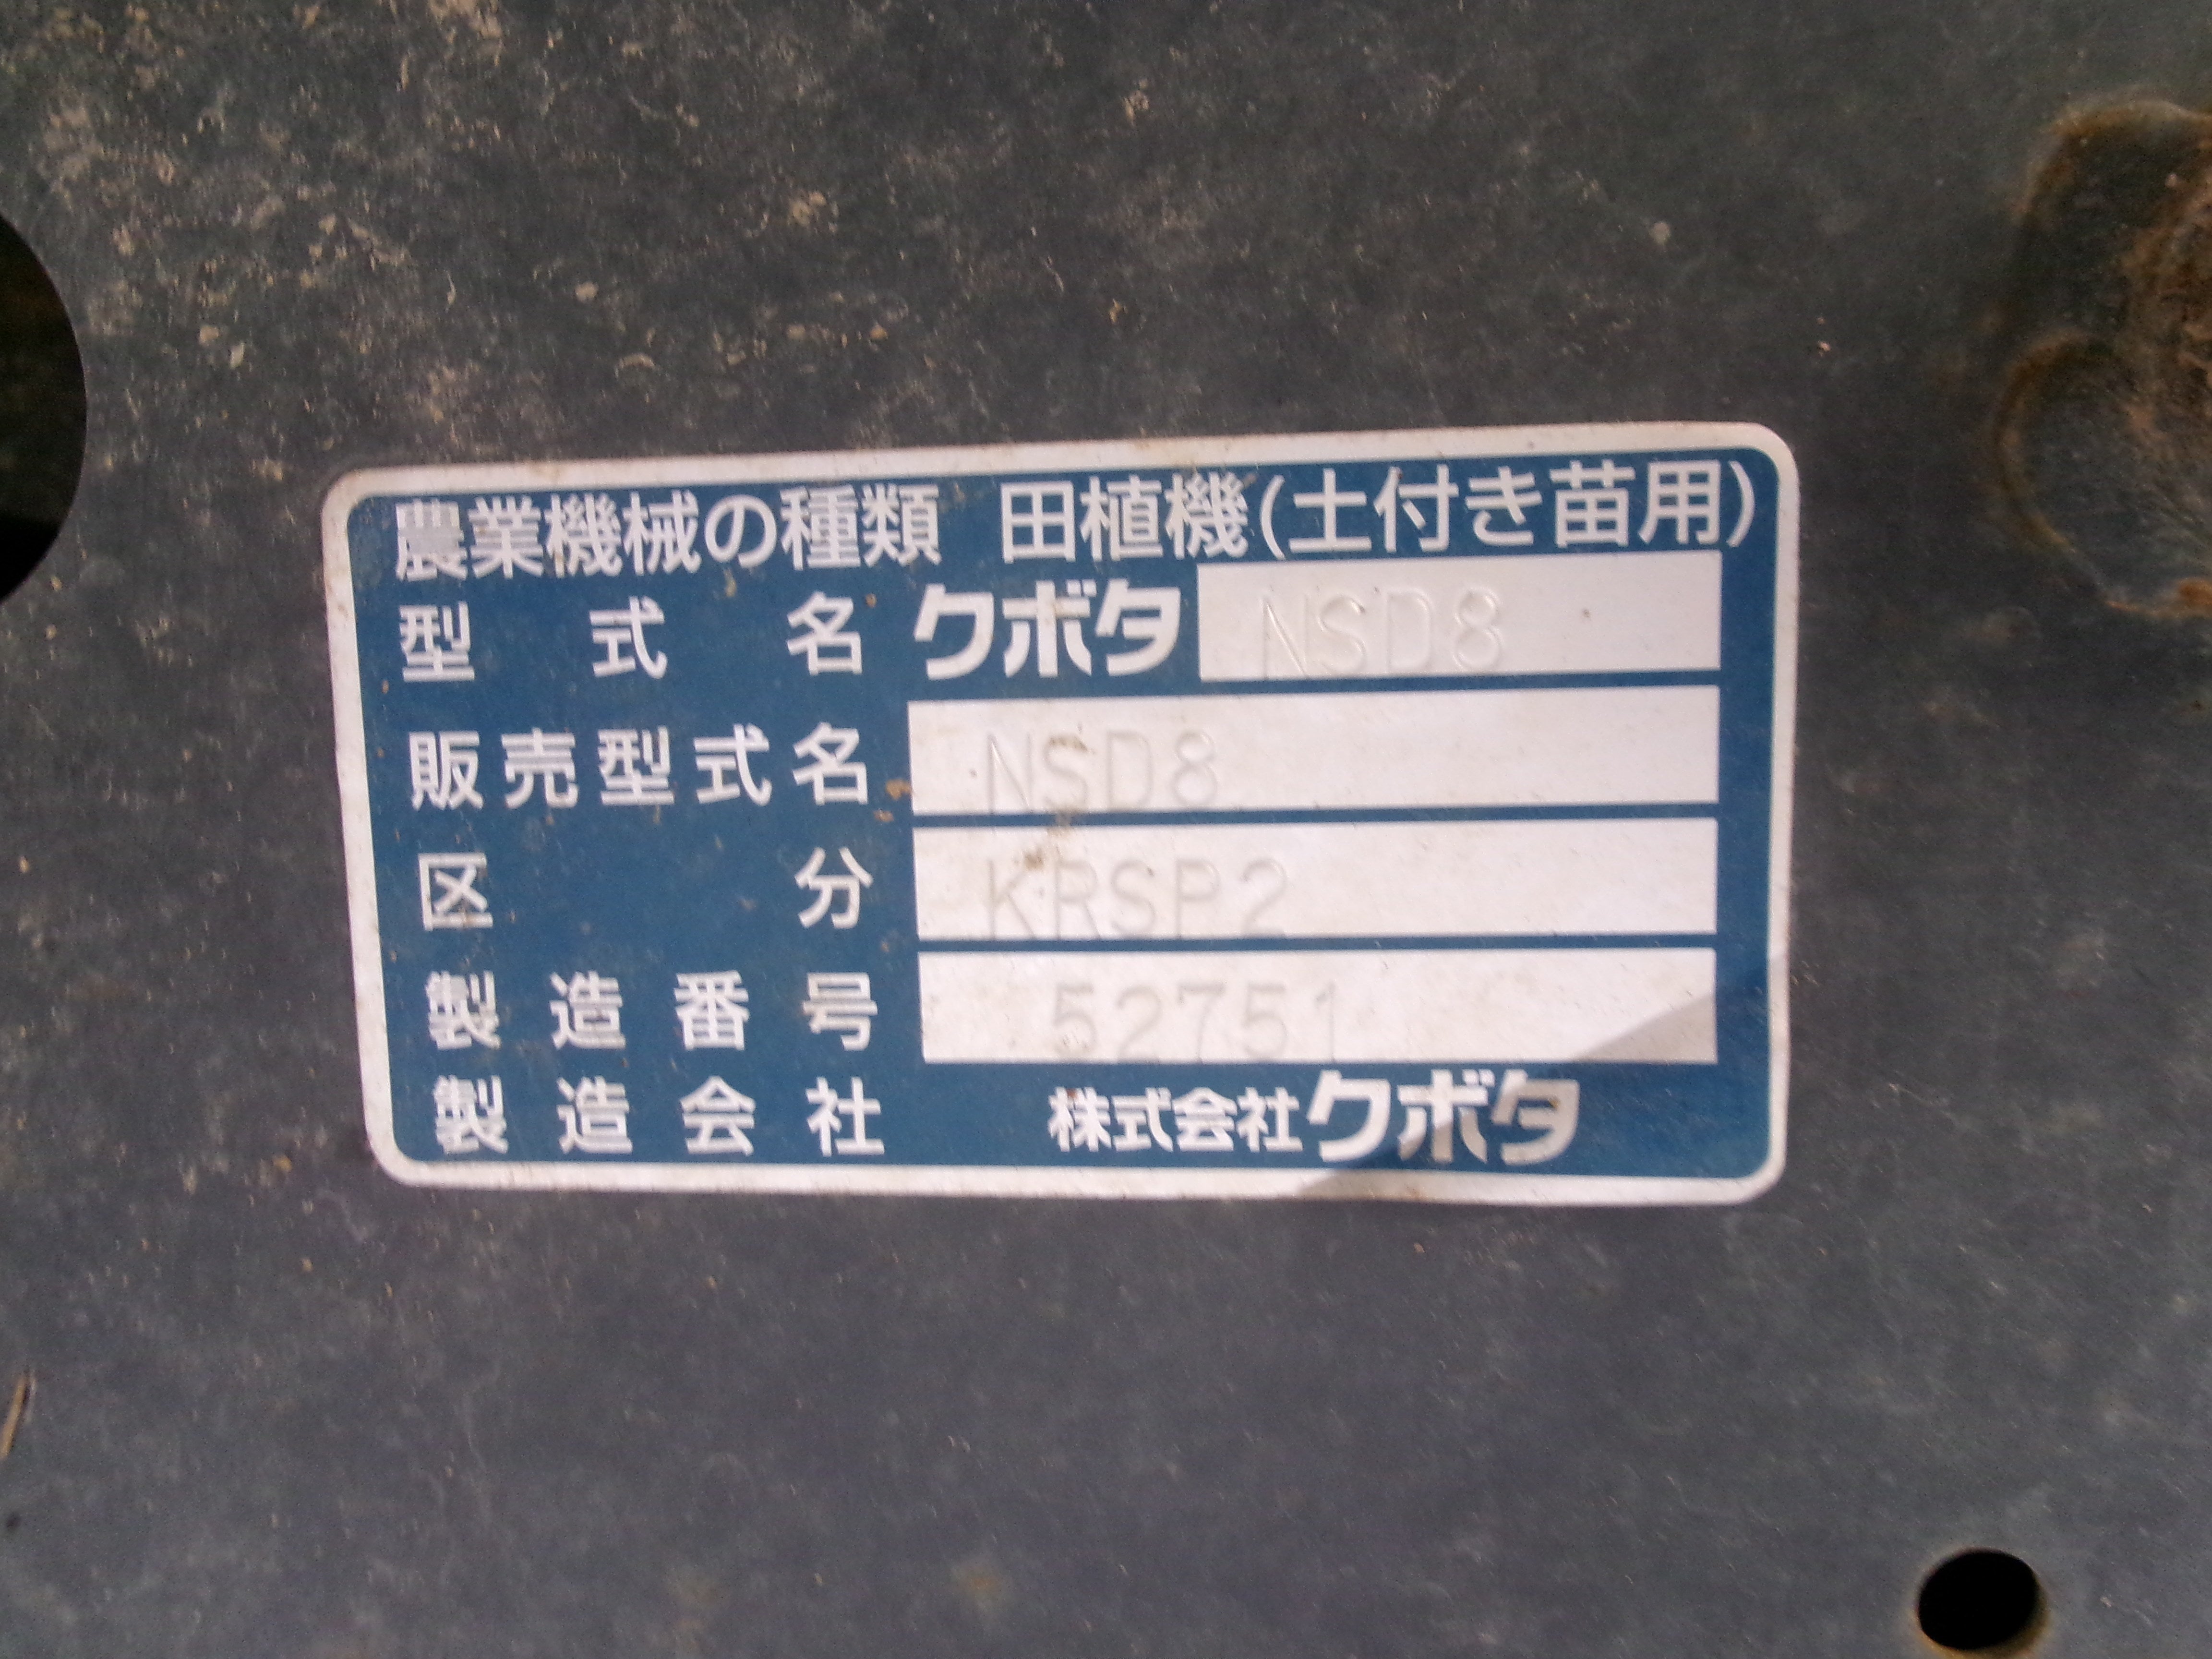 農業機械の種類 田植機(土付き苗用)
型式名 クボタ NSD8
販売型式名 NSD8
区分 KRSP2
製造番号 52751
製造会社 株式会社クボタ